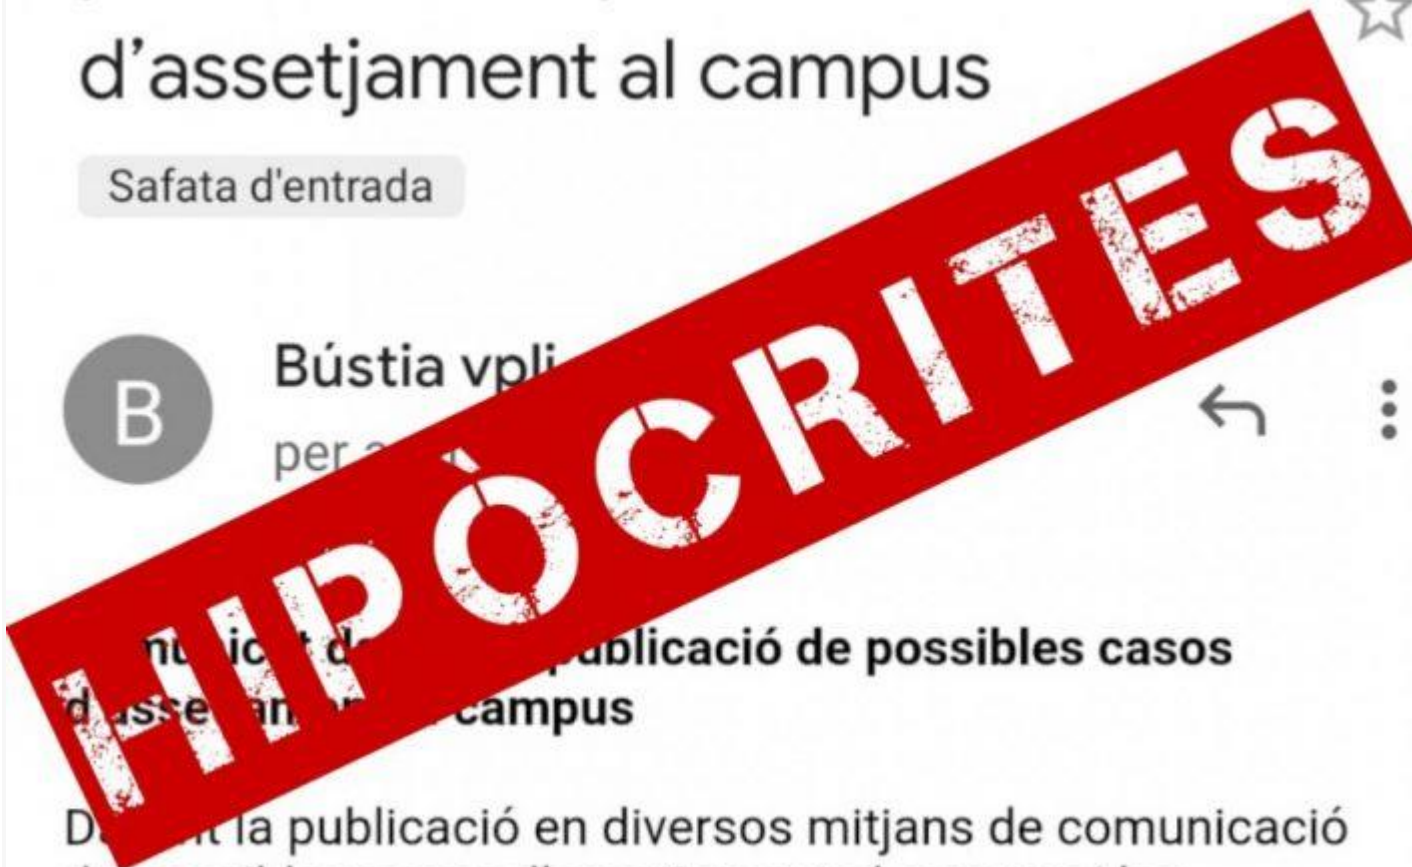 d'assetjament al campus
Safata d'entrada
B
Bústia vpli
per
HIPÒCRITES
publicació de possibles casos
campus
la publicació en diversos mitjans de comunicació